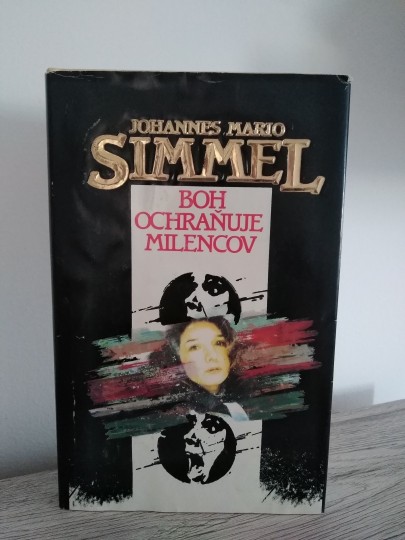 JOHANNES MARIO
SIMMEL
BOH
OCHRAŇUJE
MILENCOV